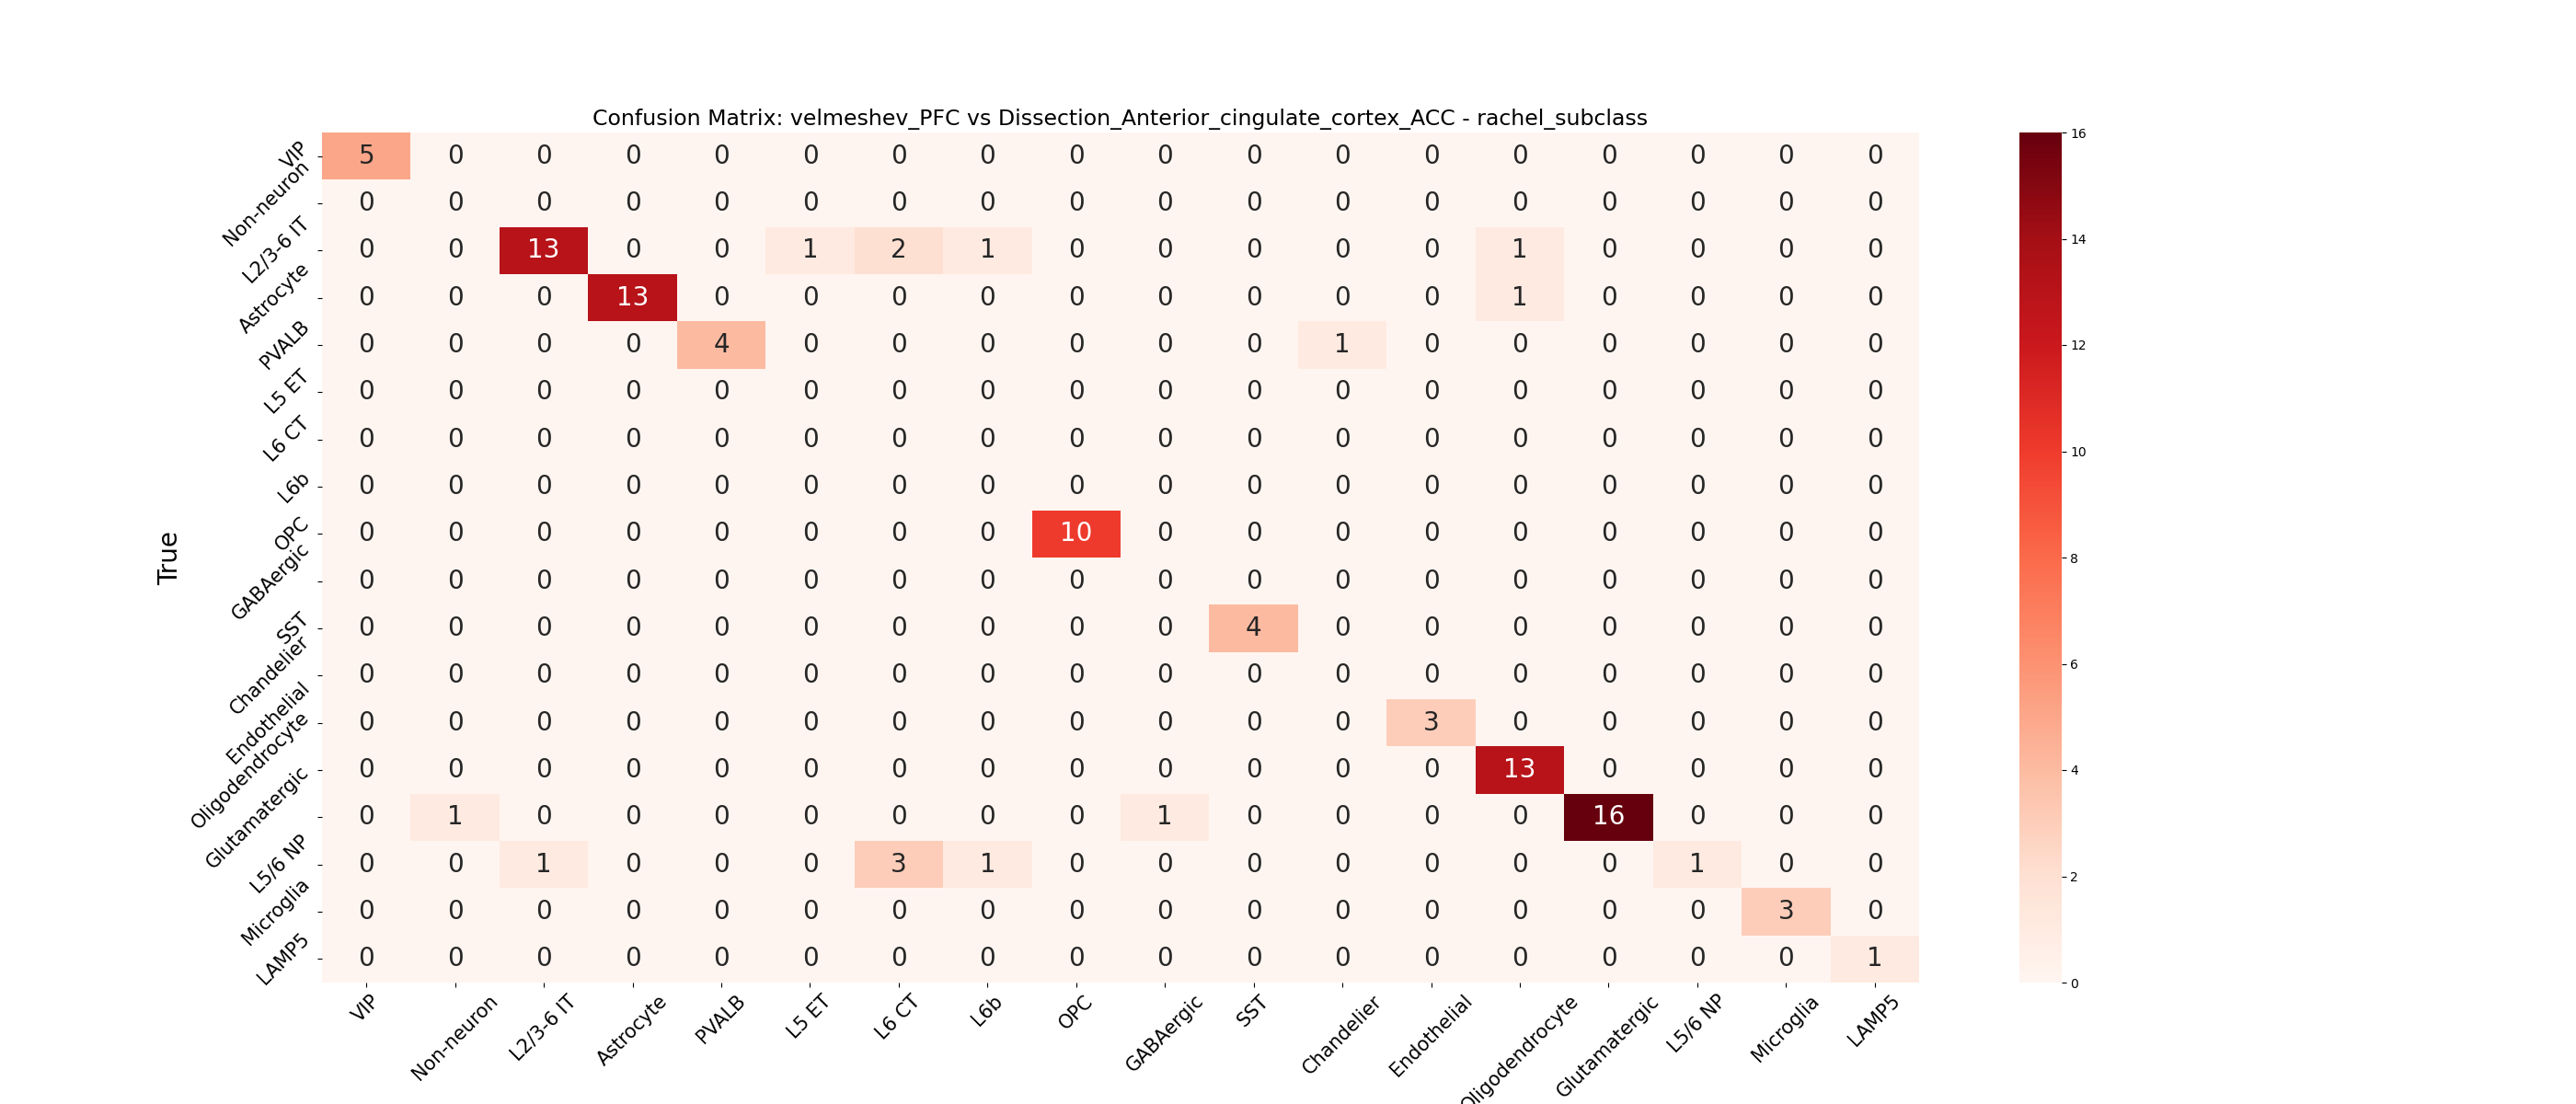 Confusion Matrix: velmeshev_PFC vs Dissection_Anterior_cingulate_cortex_ACC - rachel_subclass
True
VIP 5 0 0 0 0 0 0 0 0 0 0 0 0 0 0 0 0 0
Non-neuron 0 0 0 0 0 0 0 0 0 0 0 0 0 0 0 0 0 0
L2/3-6 IT 0 0 13 0 0 1 2 1 0 0 0 0 0 1 0 0 0 0
Astrocyte 0 0 0 13 0 0 0 0 0 0 0 0 0 1 0 0 0 0
PVALB 0 0 0 0 4 0 0 0 0 0 0 1 0 0 0 0 0 0
L5 ET 0 0 0 0 0 0 0 0 0 0 0 0 0 0 0 0 0 0
L6 CT 0 0 0 0 0 0 0 0 0 0 0 0 0 0 0 0 0 0
L6b 0 0 0 0 0 0 0 0 0 0 0 0 0 0 0 0 0 0
OPC 0 0 0 0 0 0 0 0 10 0 0 0 0 0 0 0 0 0
GABAergic 0 0 0 0 0 0 0 0 0 0 0 0 0 0 0 0 0 0
SST 0 0 0 0 0 0 0 0 0 0 4 0 0 0 0 0 0 0
Chandelier 0 0 0 0 0 0 0 0 0 0 0 0 0 0 0 0 0 0
Endothelial 0 0 0 0 0 0 0 0 0 0 0 0 3 0 0 0 0 0
Oligodendrocyte 0 0 0 0 0 0 0 0 0 0 0 0 0 13 0 0 0 0
Glutamatergic 0 1 0 0 0 0 0 0 0 1 0 0 0 0 16 0 0 0
L5/6 NP 0 0 1 0 0 0 3 1 0 0 0 0 0 0 0 1 0 0
Microglia 0 0 0 0 0 0 0 0 0 0 0 0 0 0 0 0 3 0
LAMP5 0 0 0 0 0 0 0 0 0 0 0 0 0 0 0 0 0 1
VIP Non-neuron L2/3-6 IT Astrocyte PVALB L5 ET L6 CT L6b OPC GABAergic SST Chandelier Endothelial Oligodendrocyte Glutamatergic L5/6 NP Microglia LAMP5
16
14
12
10
8
6
4
2
0